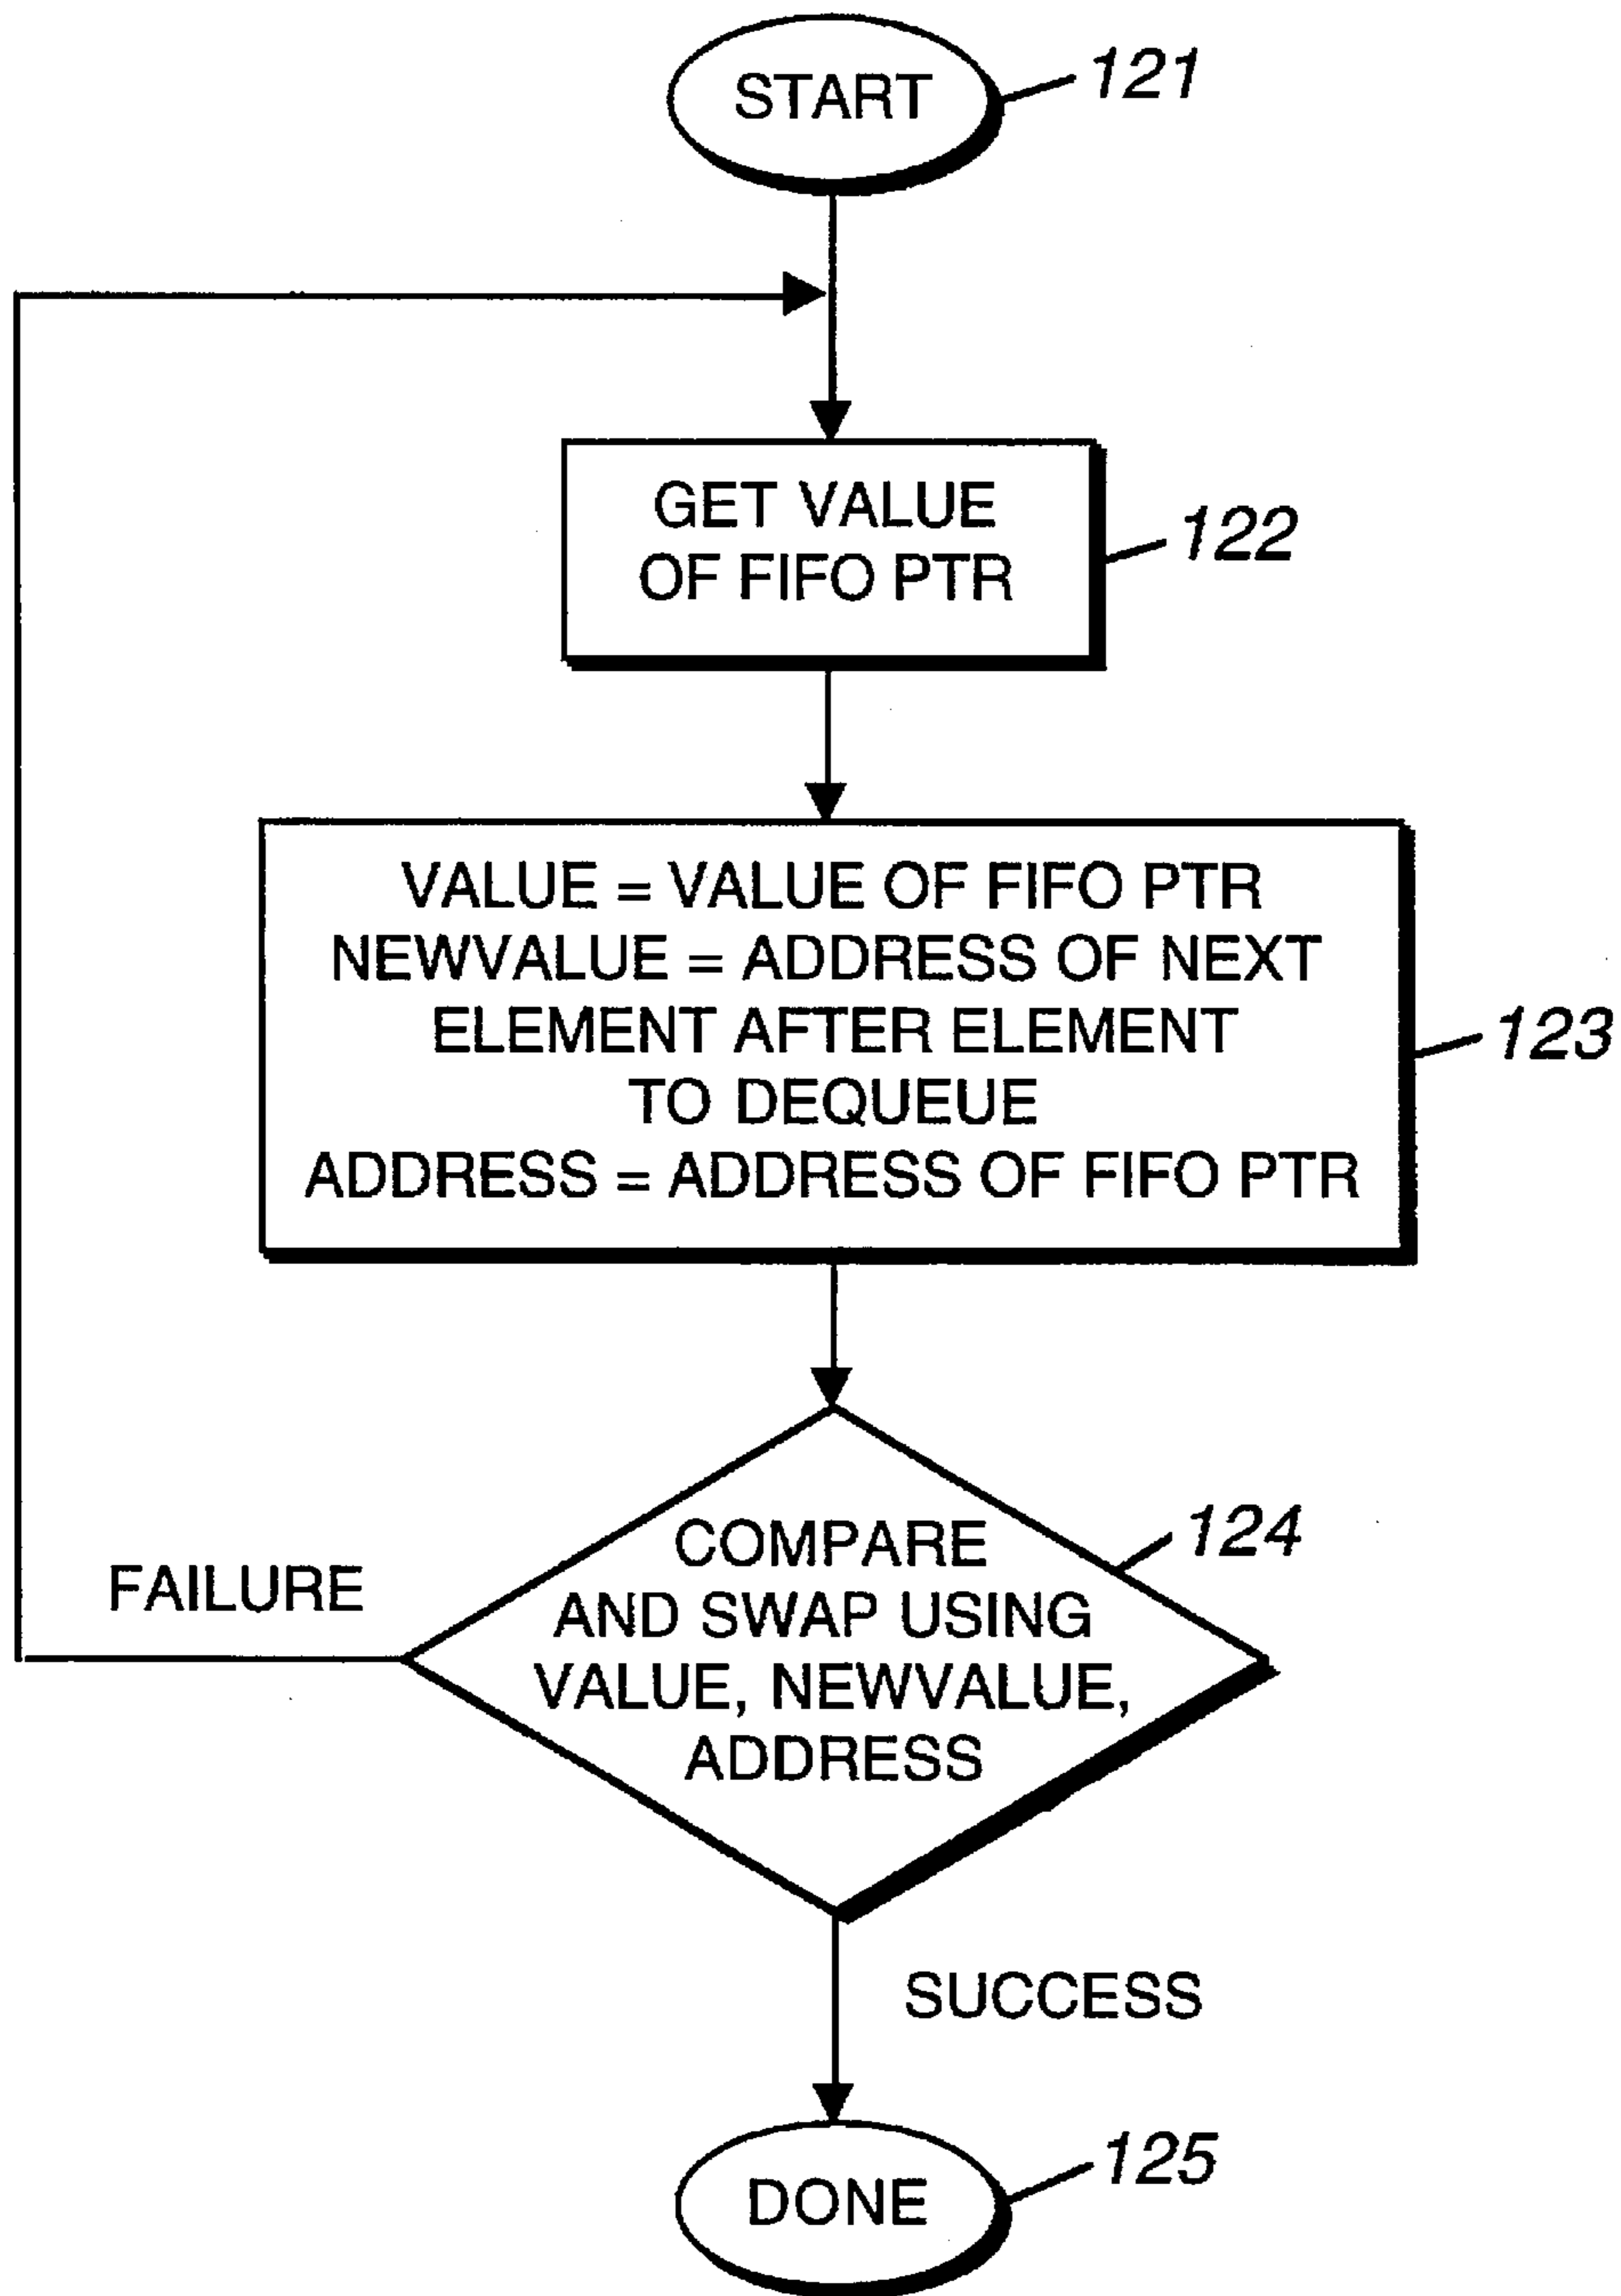 START
121
GET VALUE
OF FIFO PTR
122
VALUE = VALUE OF FIFO PTR
NEWVALUE = ADDRESS OF NEXT
ELEMENT AFTER ELEMENT
TO DEQUEUE
ADDRESS = ADDRESS OF FIFO PTR
123
COMPARE
AND SWAP USING
VALUE, NEWVALUE,
ADDRESS
124
FAILURE
SUCCESS
DONE
125